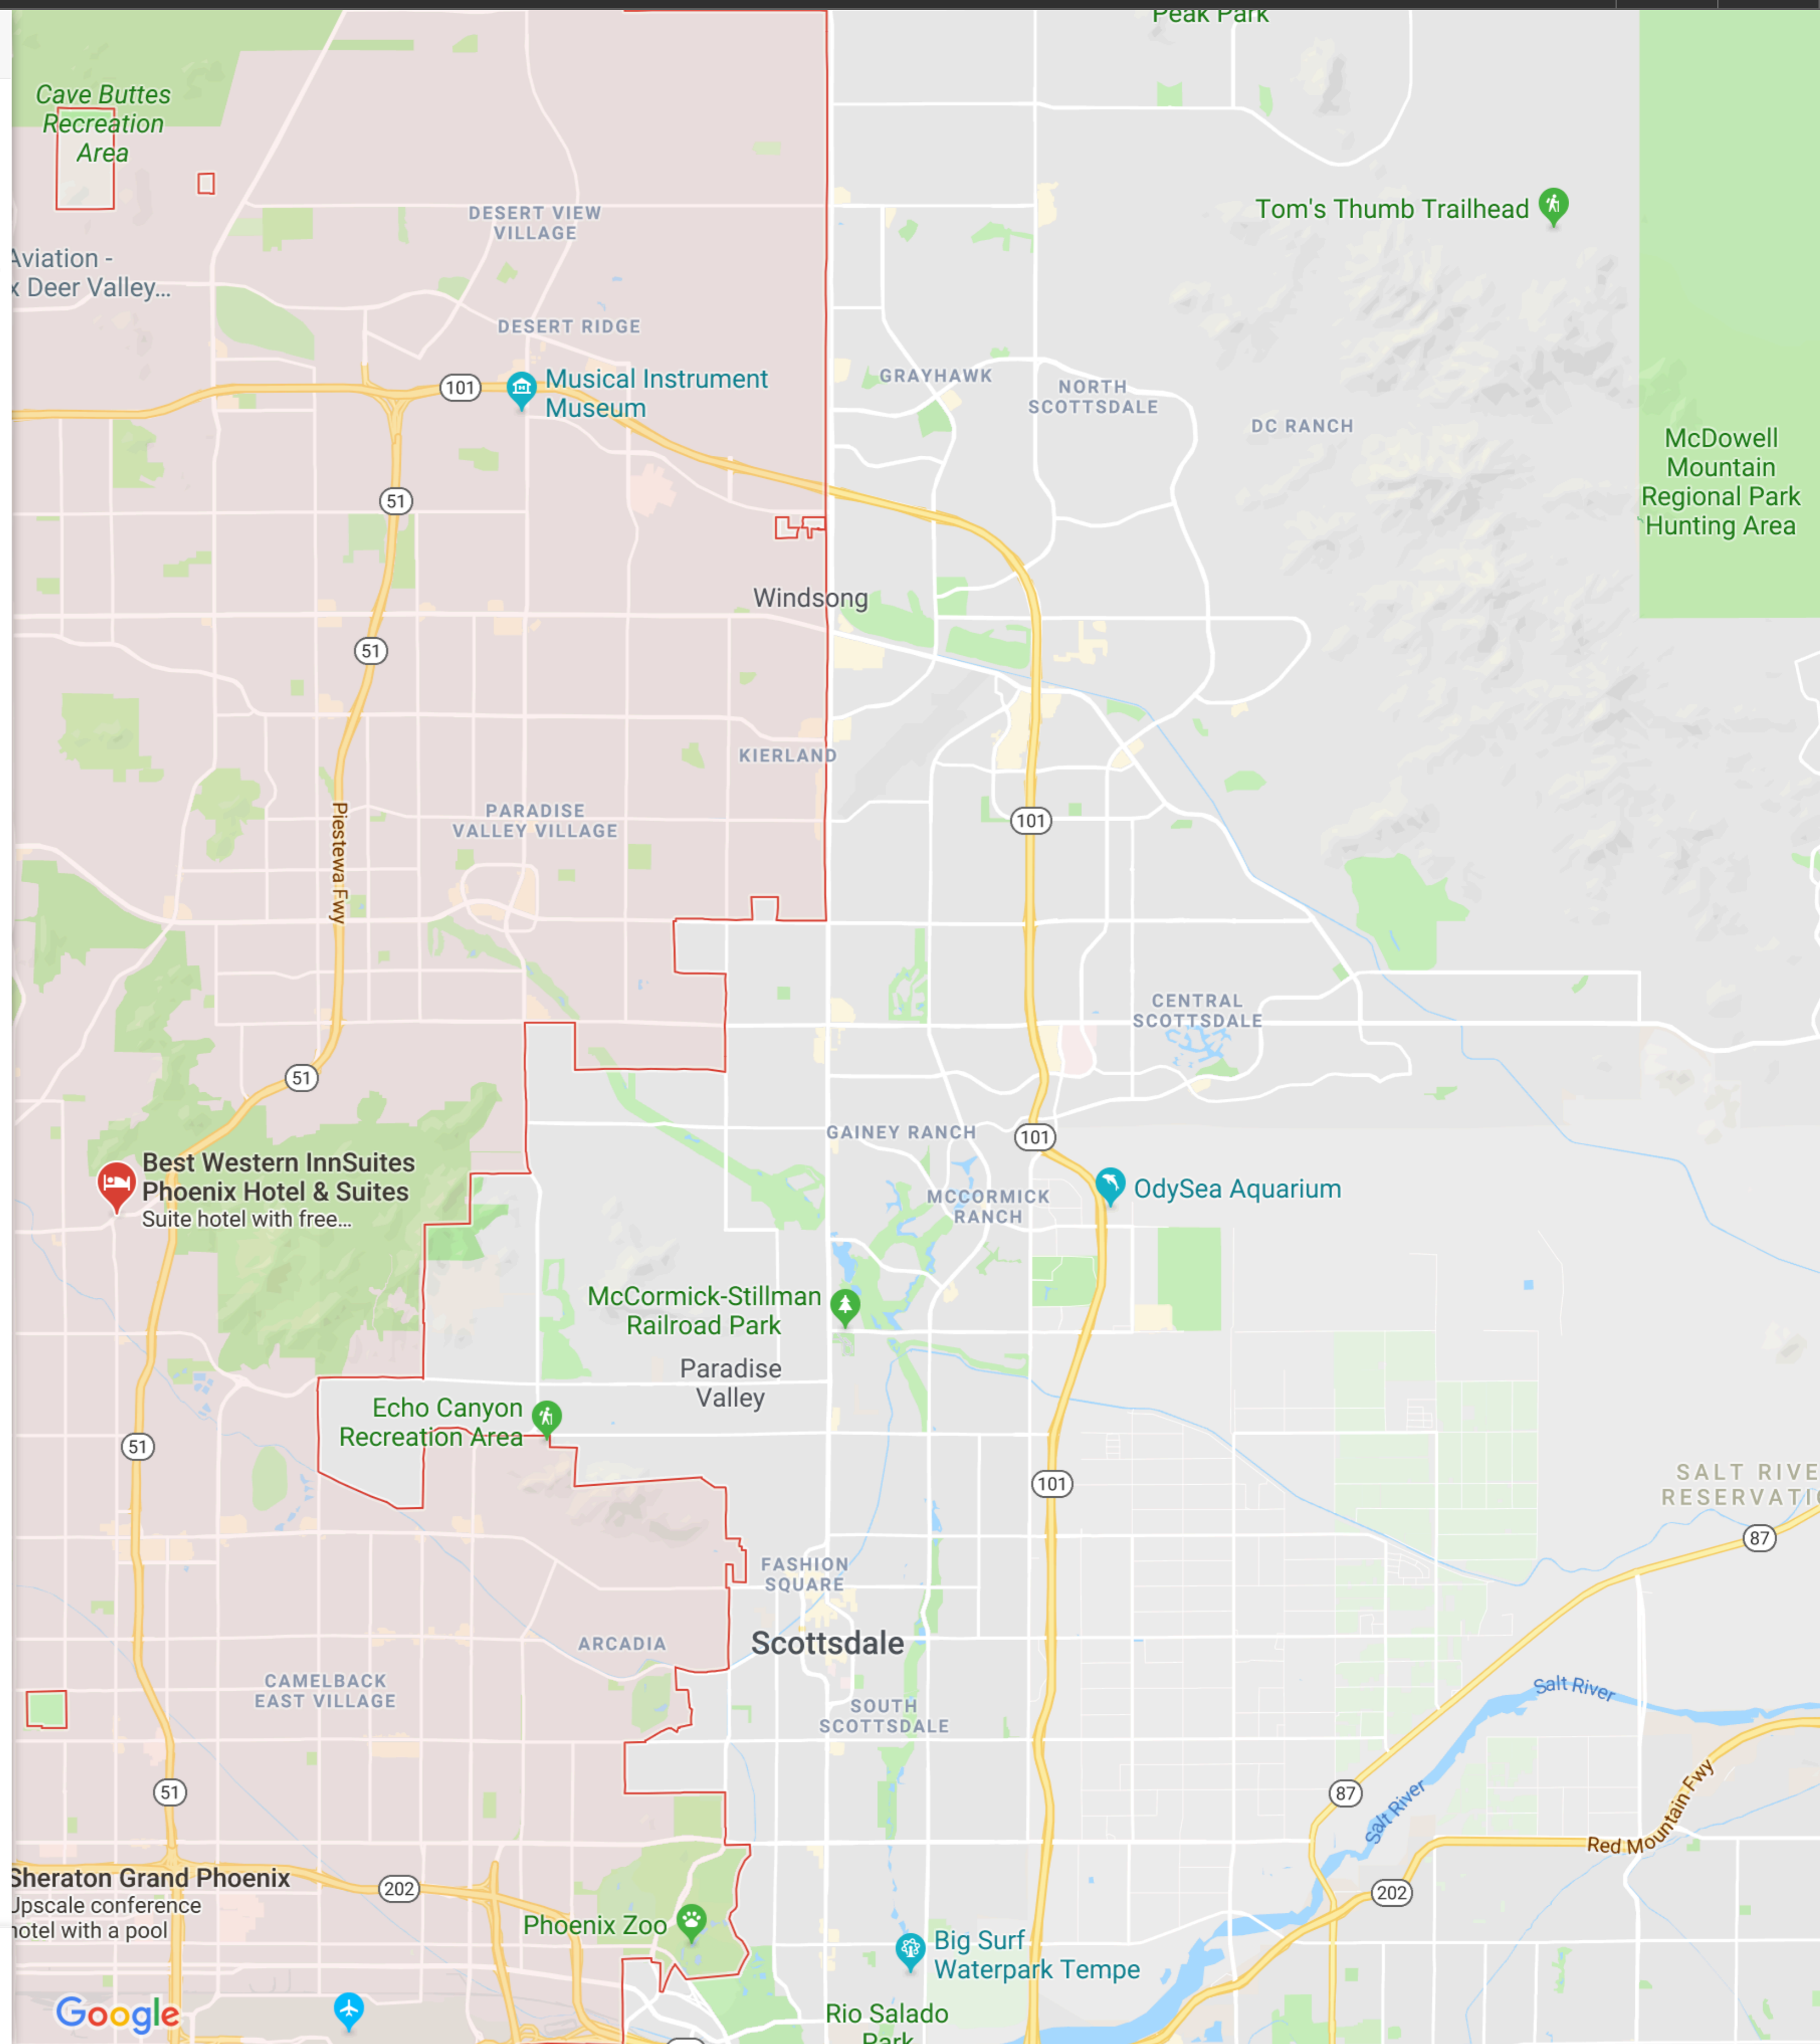 Peak Park
Cave Buttes
Recreation
Area
Tom's Thumb Trailhead
DESERT VIEW
VILLAGE
Aviation -
x Deer Valley...
DESERT RIDGE
101
Musical Instrument
Museum
GRAYHAWK
NORTH
SCOTTSDALE
DC RANCH
McDowell
Mountain
Regional Park
Hunting Area
51
Windsong
51
KIERLAND
PARADISE
VALLEY VILLAGE
Piestewa Fwy
101
CENTRAL
SCOTTSDALE
51
GAINEY RANCH
101
Best Western InnSuites
Phoenix Hotel & Suites
Suite hotel with free...
OdySea Aquarium
MCCORMICK
RANCH
McCormick-Stillman
Railroad Park
Paradise
Valley
Echo Canyon
Recreation Area
51
101
SALT RIVE
RESERVATI
87
FASHION
SQUARE
Scottsdale
ARCADIA
CAMELBACK
EAST VILLAGE
SOUTH
SCOTTSDALE
Salt River
51
87
Salt River
Red Mountain Fwy
Sheraton Grand Phoenix
Upscale conference
hotel with a pool
202
202
Phoenix Zoo
Big Surf
Waterpark Tempe
Rio Salado
Park
Google